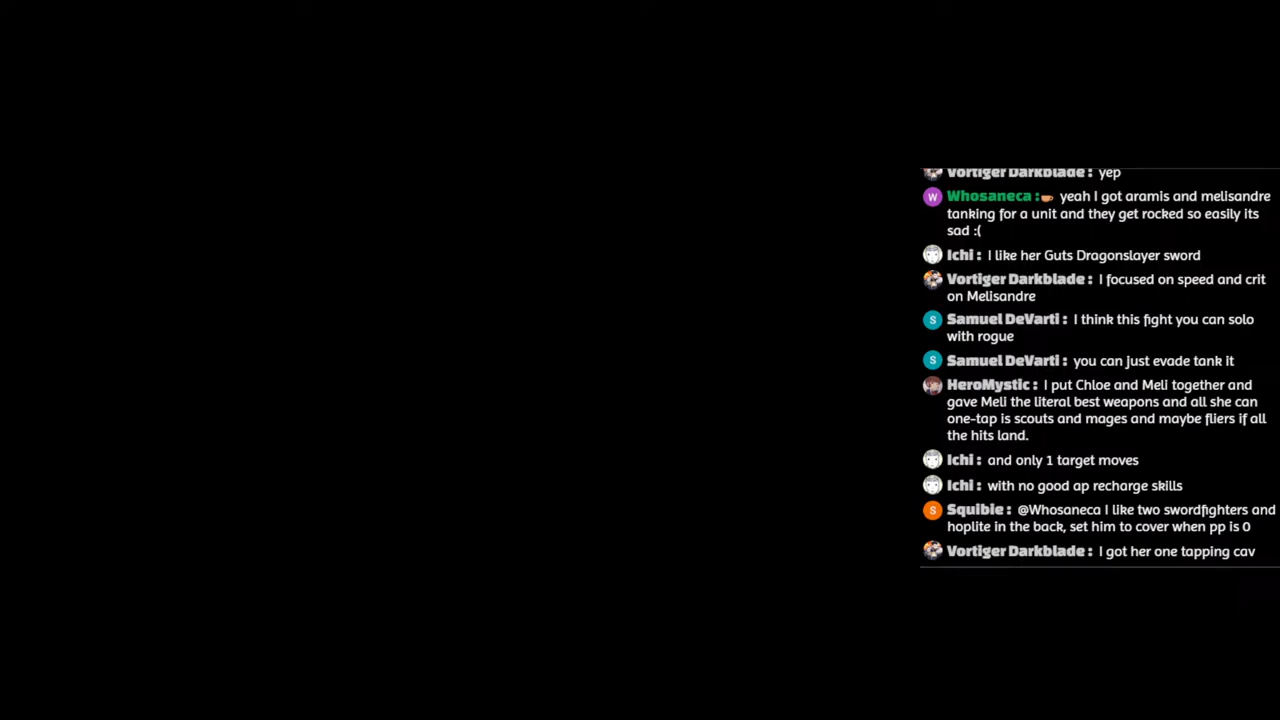 Vortiger Darkblade : yep
Whosaneca : yeah I got aramis and melisandre
tanking for a unit and they get rocked so easily its
sad :(
Ichi : I like her Guts Dragonslayer sword
Vortiger Darkblade : I focused on speed and crit
on Melisandre
S Samuel DeVarti : I think this fight you can solo
with rogue
S Samuel DeVarti : you can just evade tank it
HeroMystic : I put Chloe and Meli together and
gave Meli the literal best weapons and all she can
one-tap is scouts and mages and maybe fliers if all
the hits land.
Ichi : and only 1 target moves
Ichi : with no good ap recharge skills
S Squibie : @Whosaneca I like two swordfighters and
hoplite in the back, set him to cover when pp is 0
Vortiger Darkblade : I got her one tapping cav